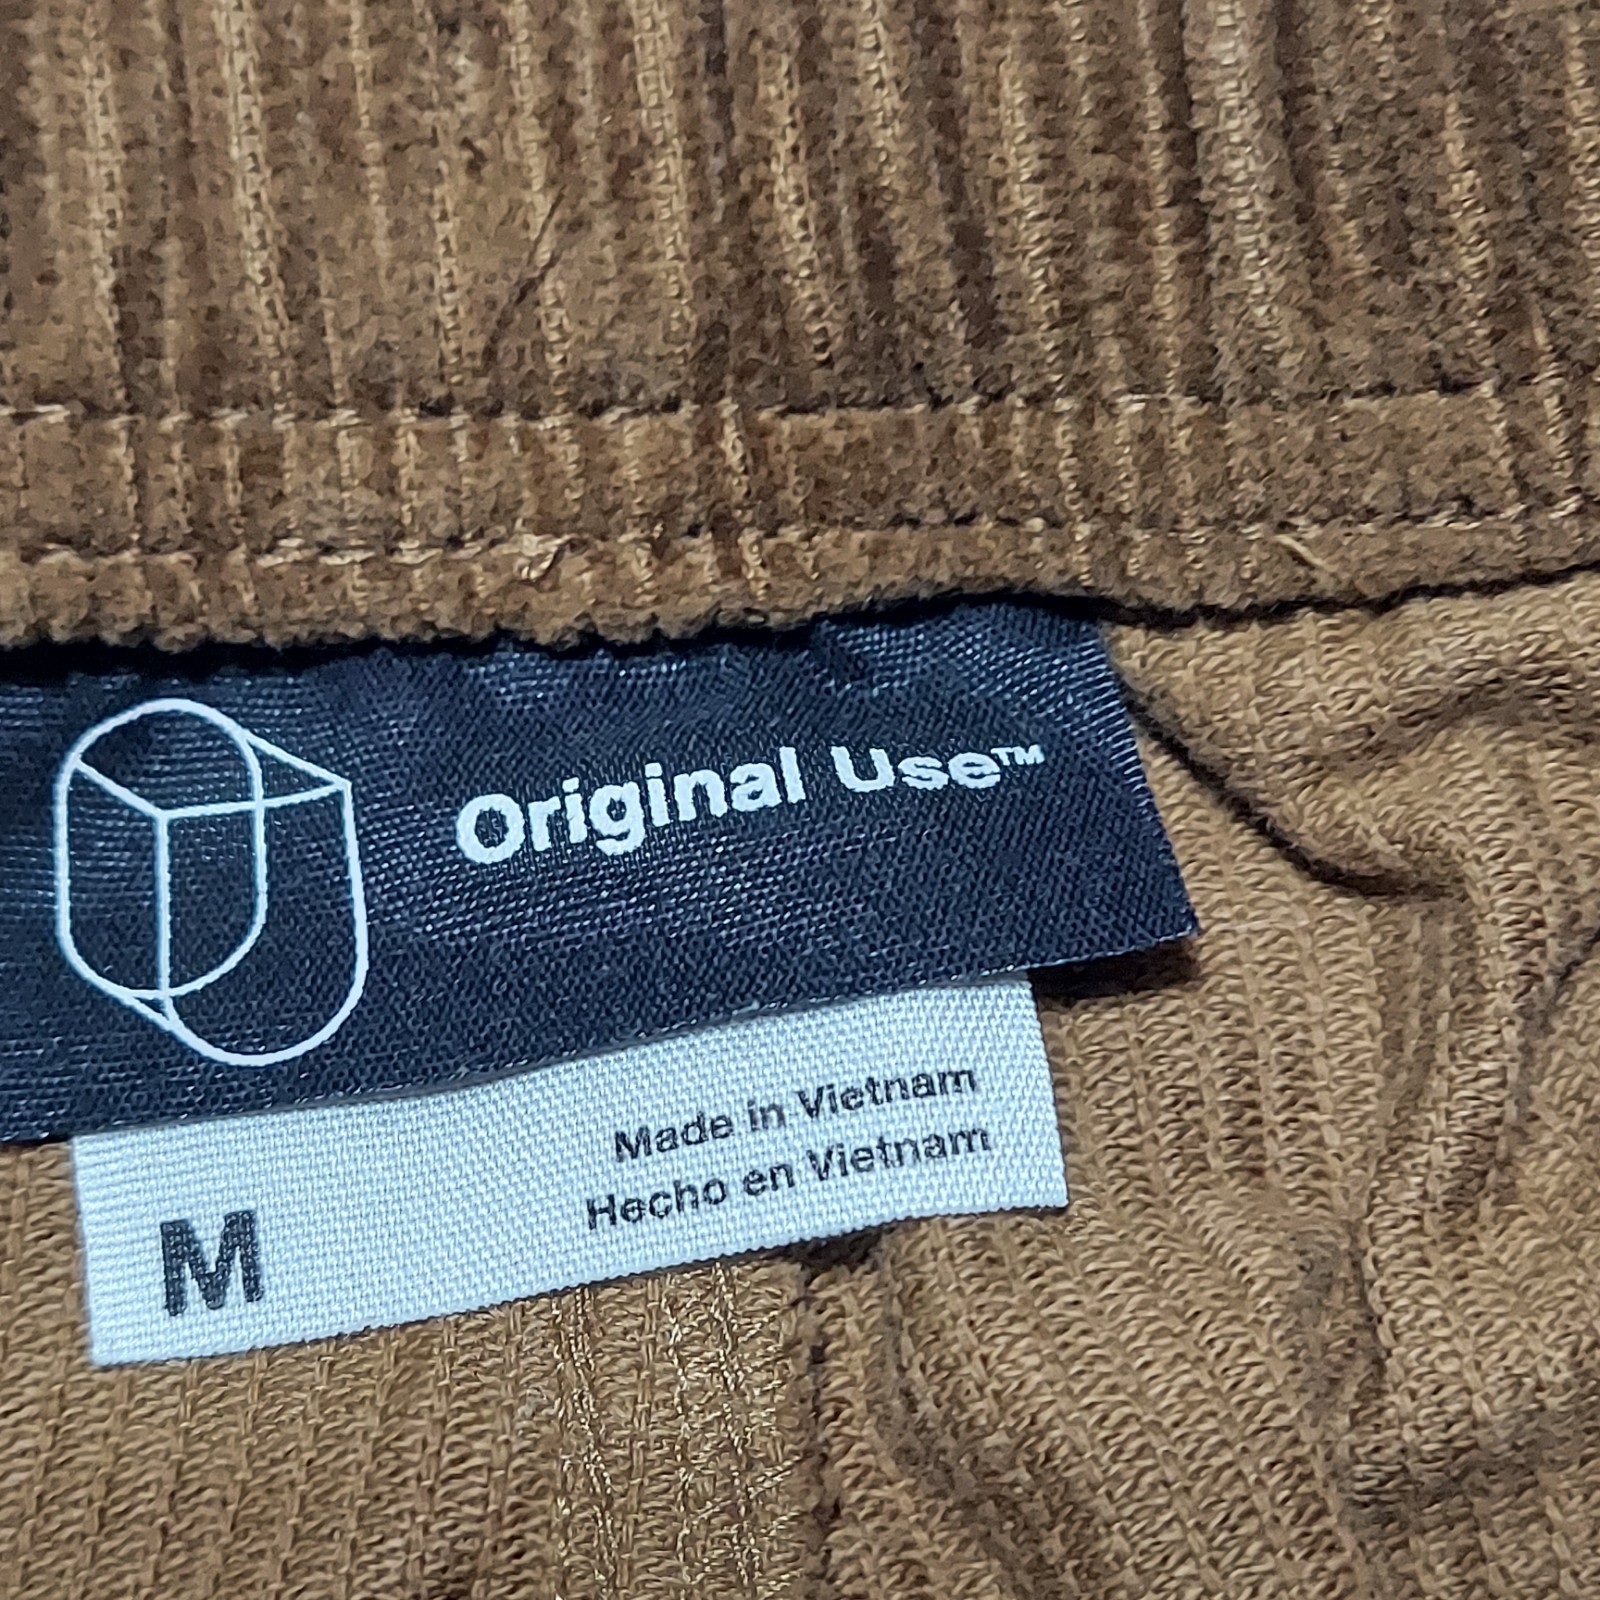 Original Use™
Made in Vietnam
Hecho en Vietnam
M